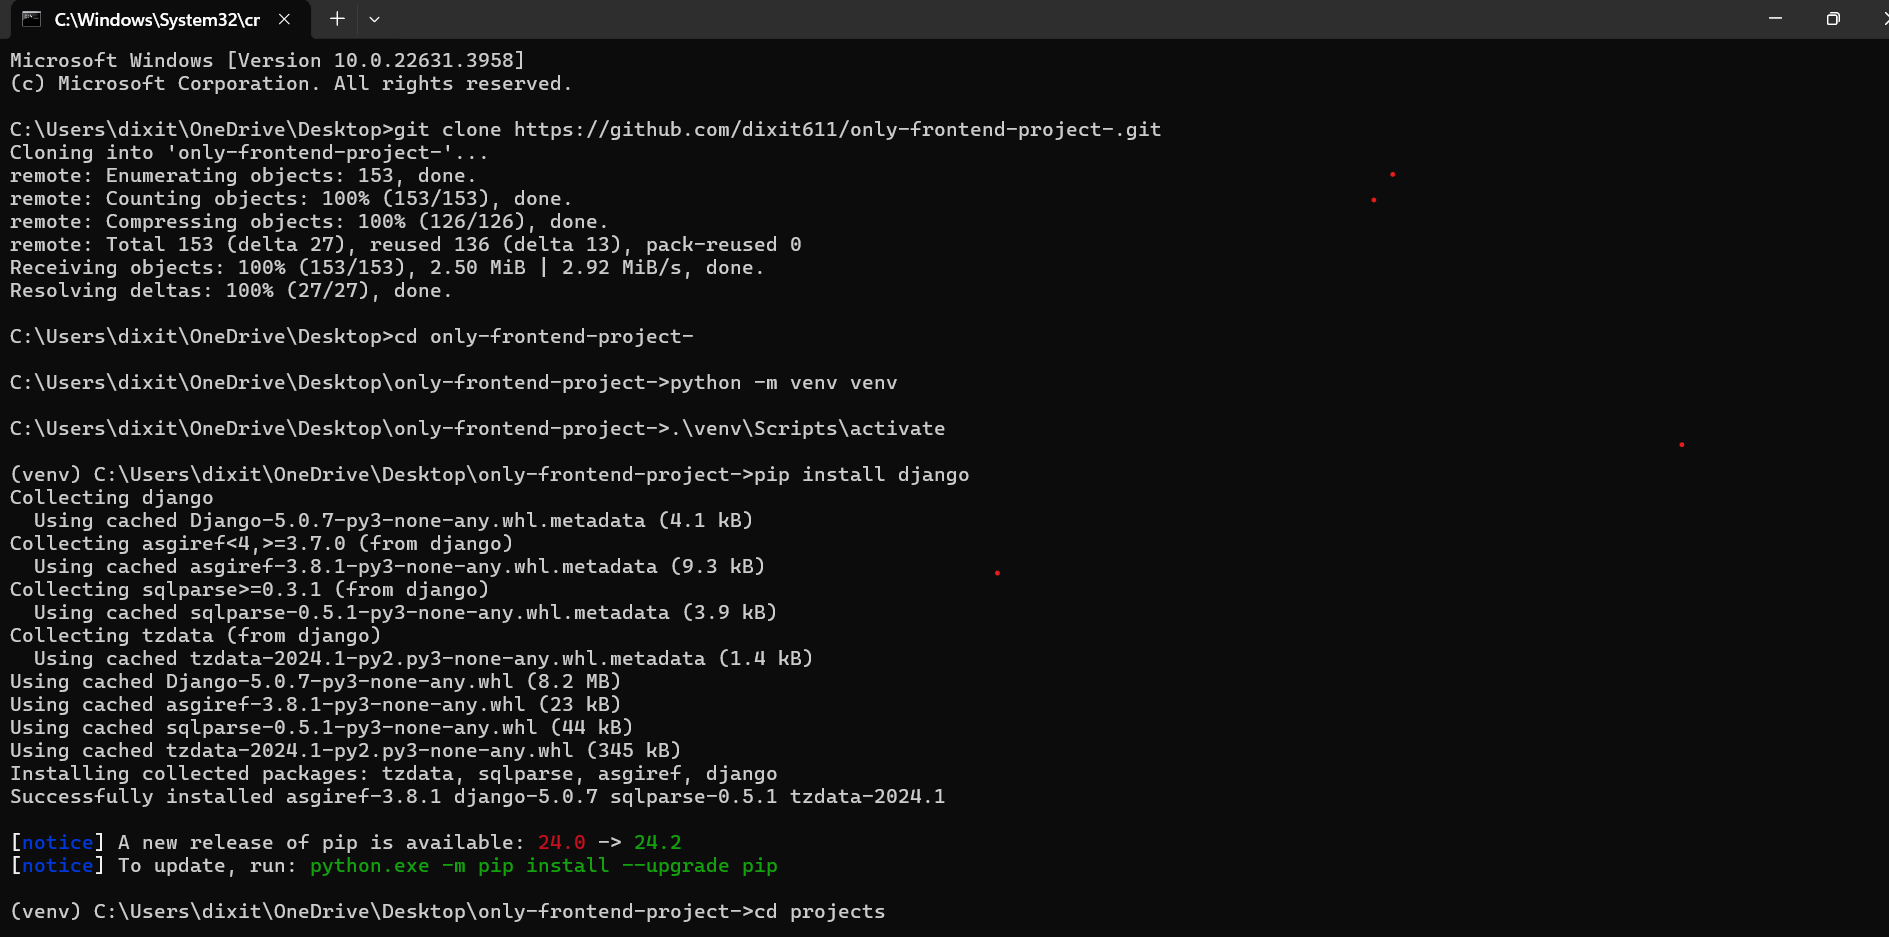 C:\Windows\System32\cr
Microsoft Windows [Version 10.0.22631.3958]
(c) Microsoft Corporation. All rights reserved.
C:\Users\dixit\OneDrive\Desktop>git clone https://github.com/dixit611/only-frontend-project-.git
Cloning into 'only-frontend-project-'...
remote: Enumerating objects: 153, done.
remote: Counting objects: 100% (153/153), done.
remote: Compressing objects: 100% (126/126), done.
remote: Total 153 (delta 27), reused 136 (delta 13), pack-reused 0
Receiving objects: 100% (153/153), 2.50 MiB | 2.92 MiB/s, done.
Resolving deltas: 100% (27/27), done.
C:\Users\dixit\OneDrive\Desktop>cd only-frontend-project-
C:\Users\dixit\OneDrive\Desktop\only-frontend-project->python -m venv venv
C:\Users\dixit\OneDrive\Desktop\only-frontend-project->.\venv\Scripts\activate
(venv) C:\Users\dixit\OneDrive\Desktop\only-frontend-project->pip install django
Collecting django
  Using cached Django-5.0.7-py3-none-any.whl.metadata (4.1 kB)
Collecting asgiref<4,>=3.7.0 (from django)
  Using cached asgiref-3.8.1-py3-none-any.whl.metadata (9.3 kB)
Collecting sqlparse>=0.3.1 (from django)
  Using cached sqlparse-0.5.1-py3-none-any.whl.metadata (3.9 kB)
Collecting tzdata (from django)
  Using cached tzdata-2024.1-py2.py3-none-any.whl.metadata (1.4 kB)
Using cached Django-5.0.7-py3-none-any.whl (8.2 MB)
Using cached asgiref-3.8.1-py3-none-any.whl (23 kB)
Using cached sqlparse-0.5.1-py3-none-any.whl (44 kB)
Using cached tzdata-2024.1-py2.py3-none-any.whl (345 kB)
Installing collected packages: tzdata, sqlparse, asgiref, django
Successfully installed asgiref-3.8.1 django-5.0.7 sqlparse-0.5.1 tzdata-2024.1
[notice] A new release of pip is available: 24.0 -> 24.2
[notice] To update, run: python.exe -m pip install --upgrade pip
(venv) C:\Users\dixit\OneDrive\Desktop\only-frontend-project->cd projects